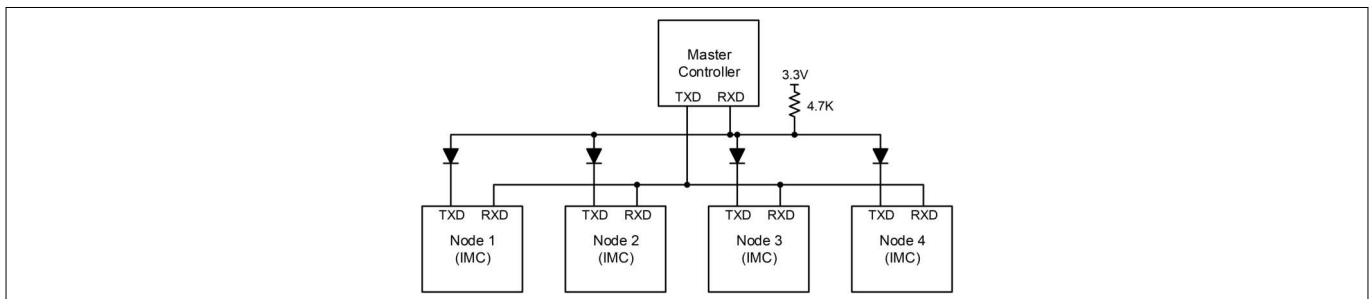 Master
Controller
TXD RXD
3.3V
4.7K
TXD RXD TXD RXD TXD RXD TXD RXD
Node 1 Node 2 Node 3 Node 4
(IMC) (IMC) (IMC) (IMC)